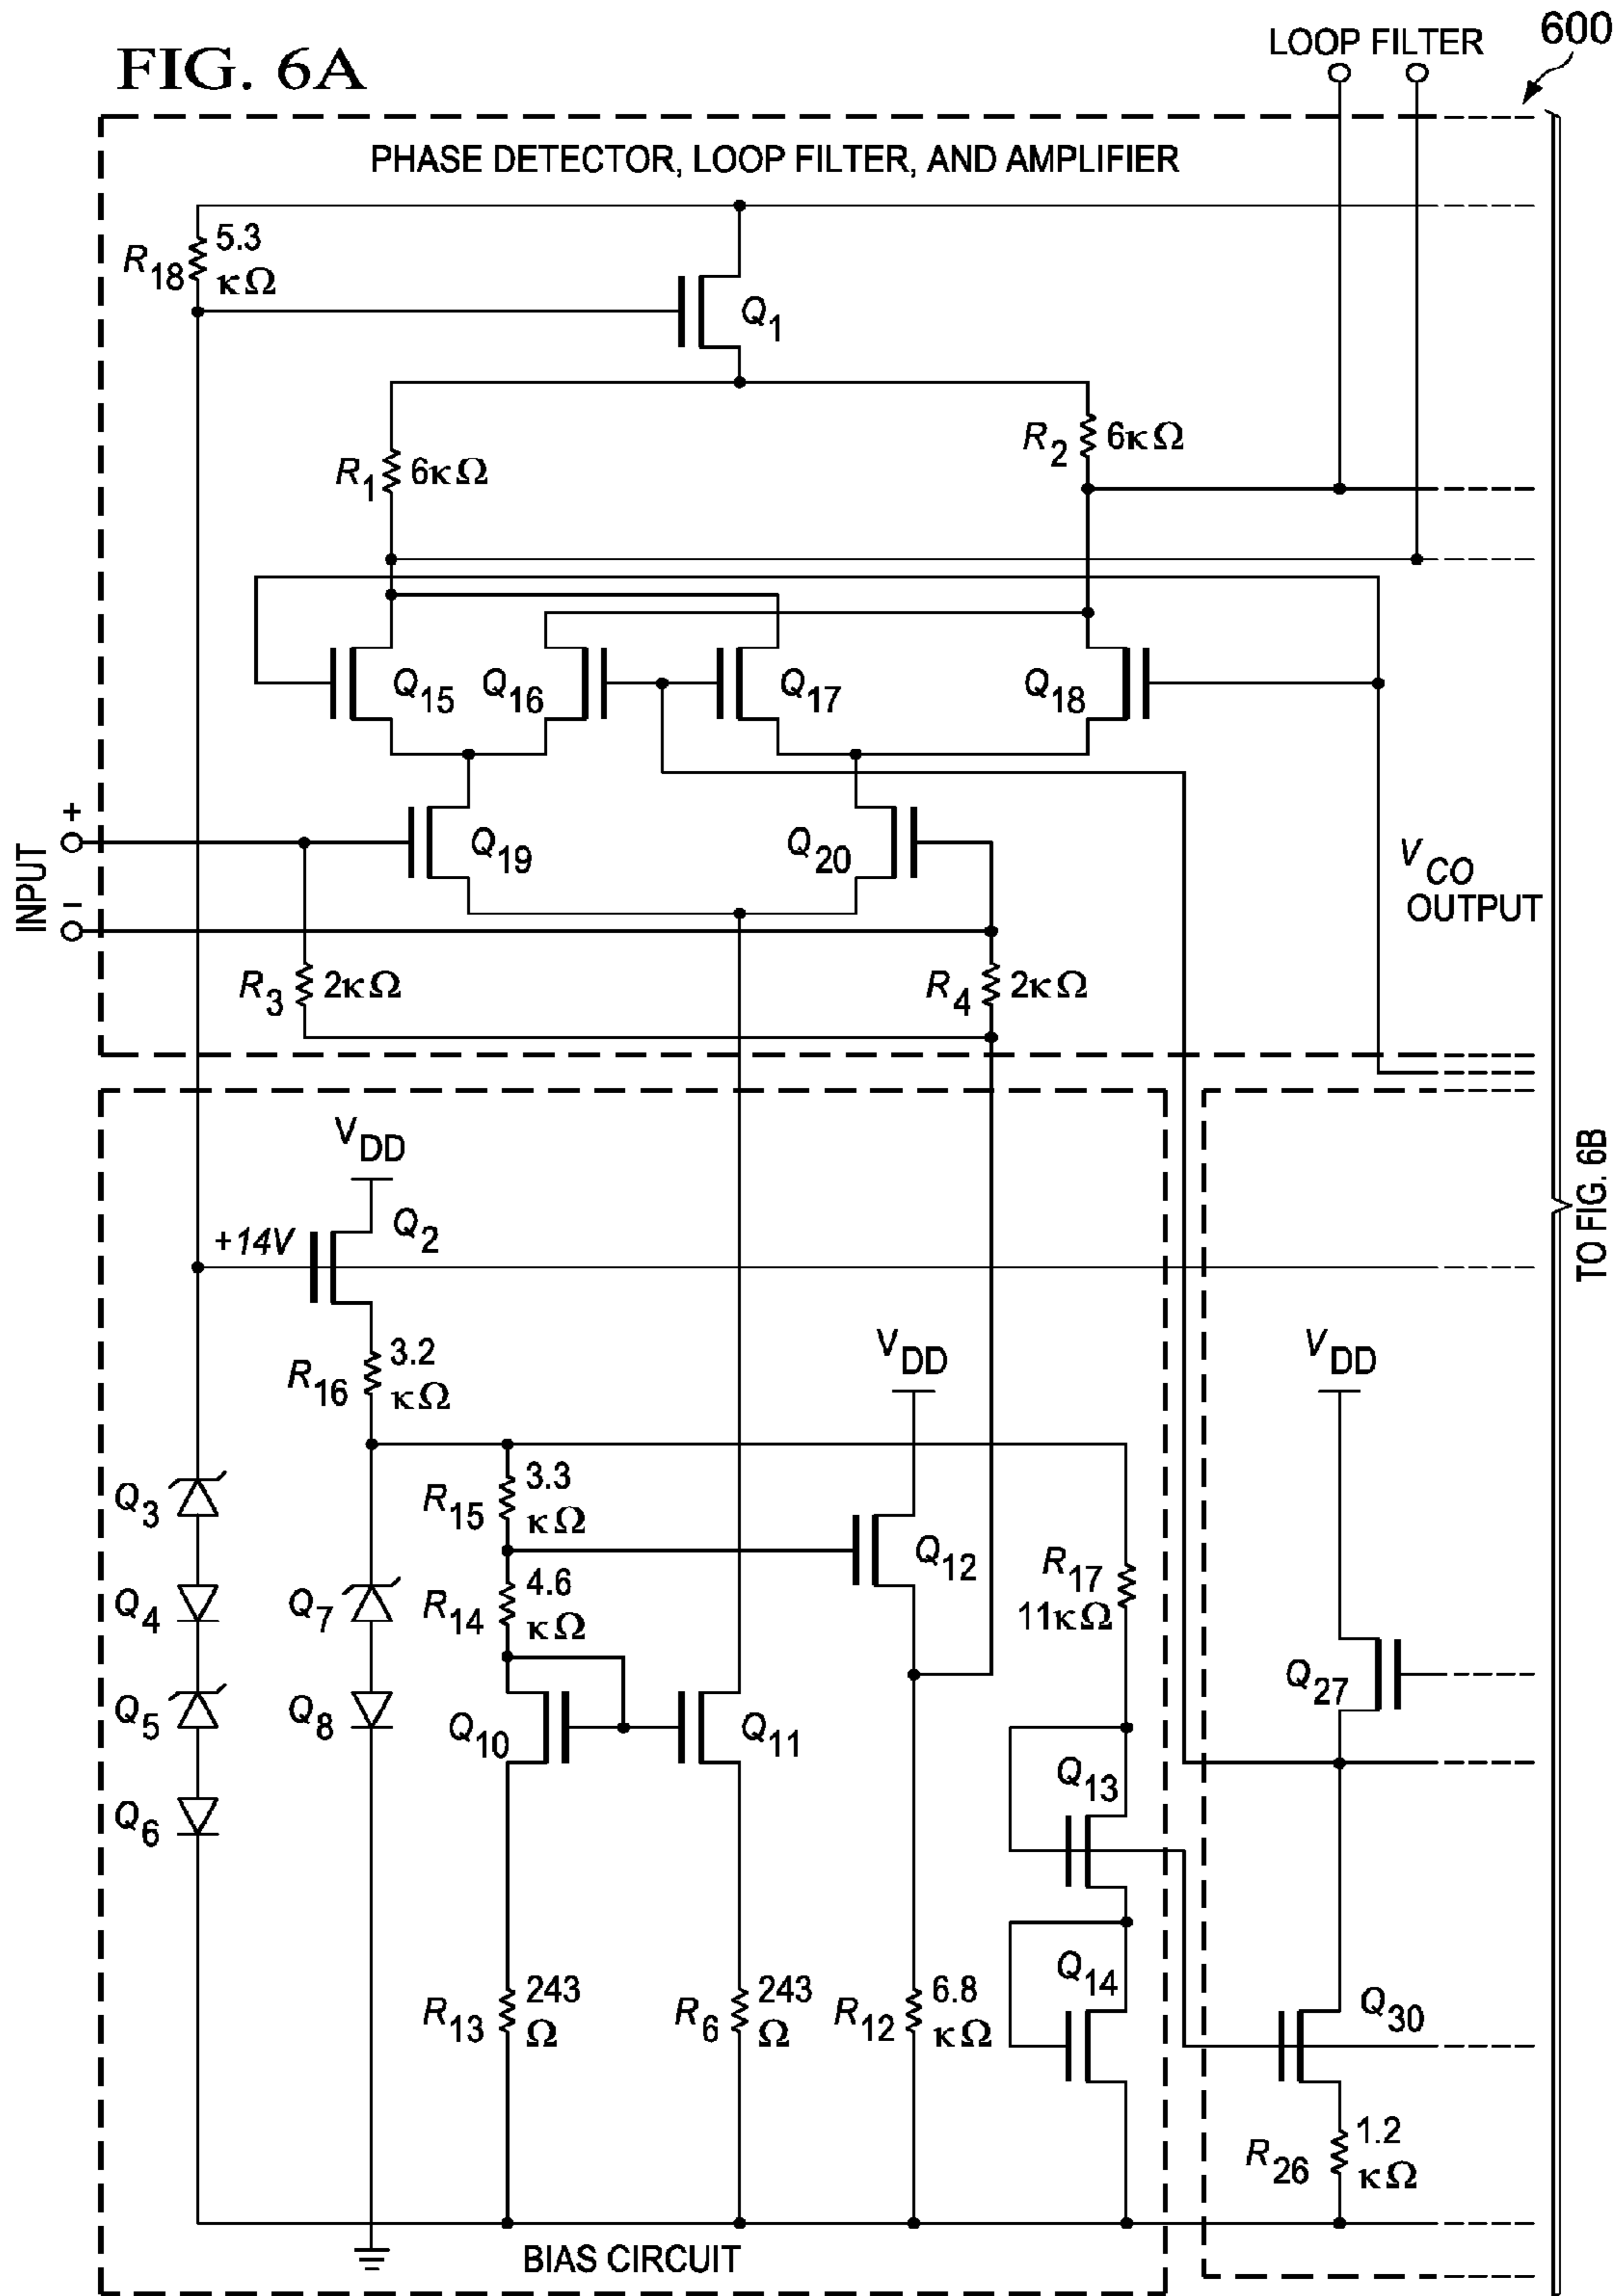 FIG. 6A
LOOP FILTER
600
PHASE DETECTOR, LOOP FILTER, AND AMPLIFIER
R18
5.3
κΩ
Q1
R1
6κΩ
R2
6κΩ
Q15
Q16
Q17
Q18
INPUT
+
−
Q19
Q20
VCO
OUTPUT
R3
2κΩ
R4
2κΩ
TO FIG. 6B
VDD
Q2
+14V
R16
3.2
κΩ
VDD
VDD
Q3
R15
3.3
κΩ
Q12
R17
11κΩ
Q4
Q7
R14
4.6
κΩ
Q5
Q8
Q10
Q11
Q27
Q13
Q6
Q14
Q30
R13
243
Ω
R6
243
Ω
R12
6.8
κΩ
R26
1.2
κΩ
BIAS CIRCUIT